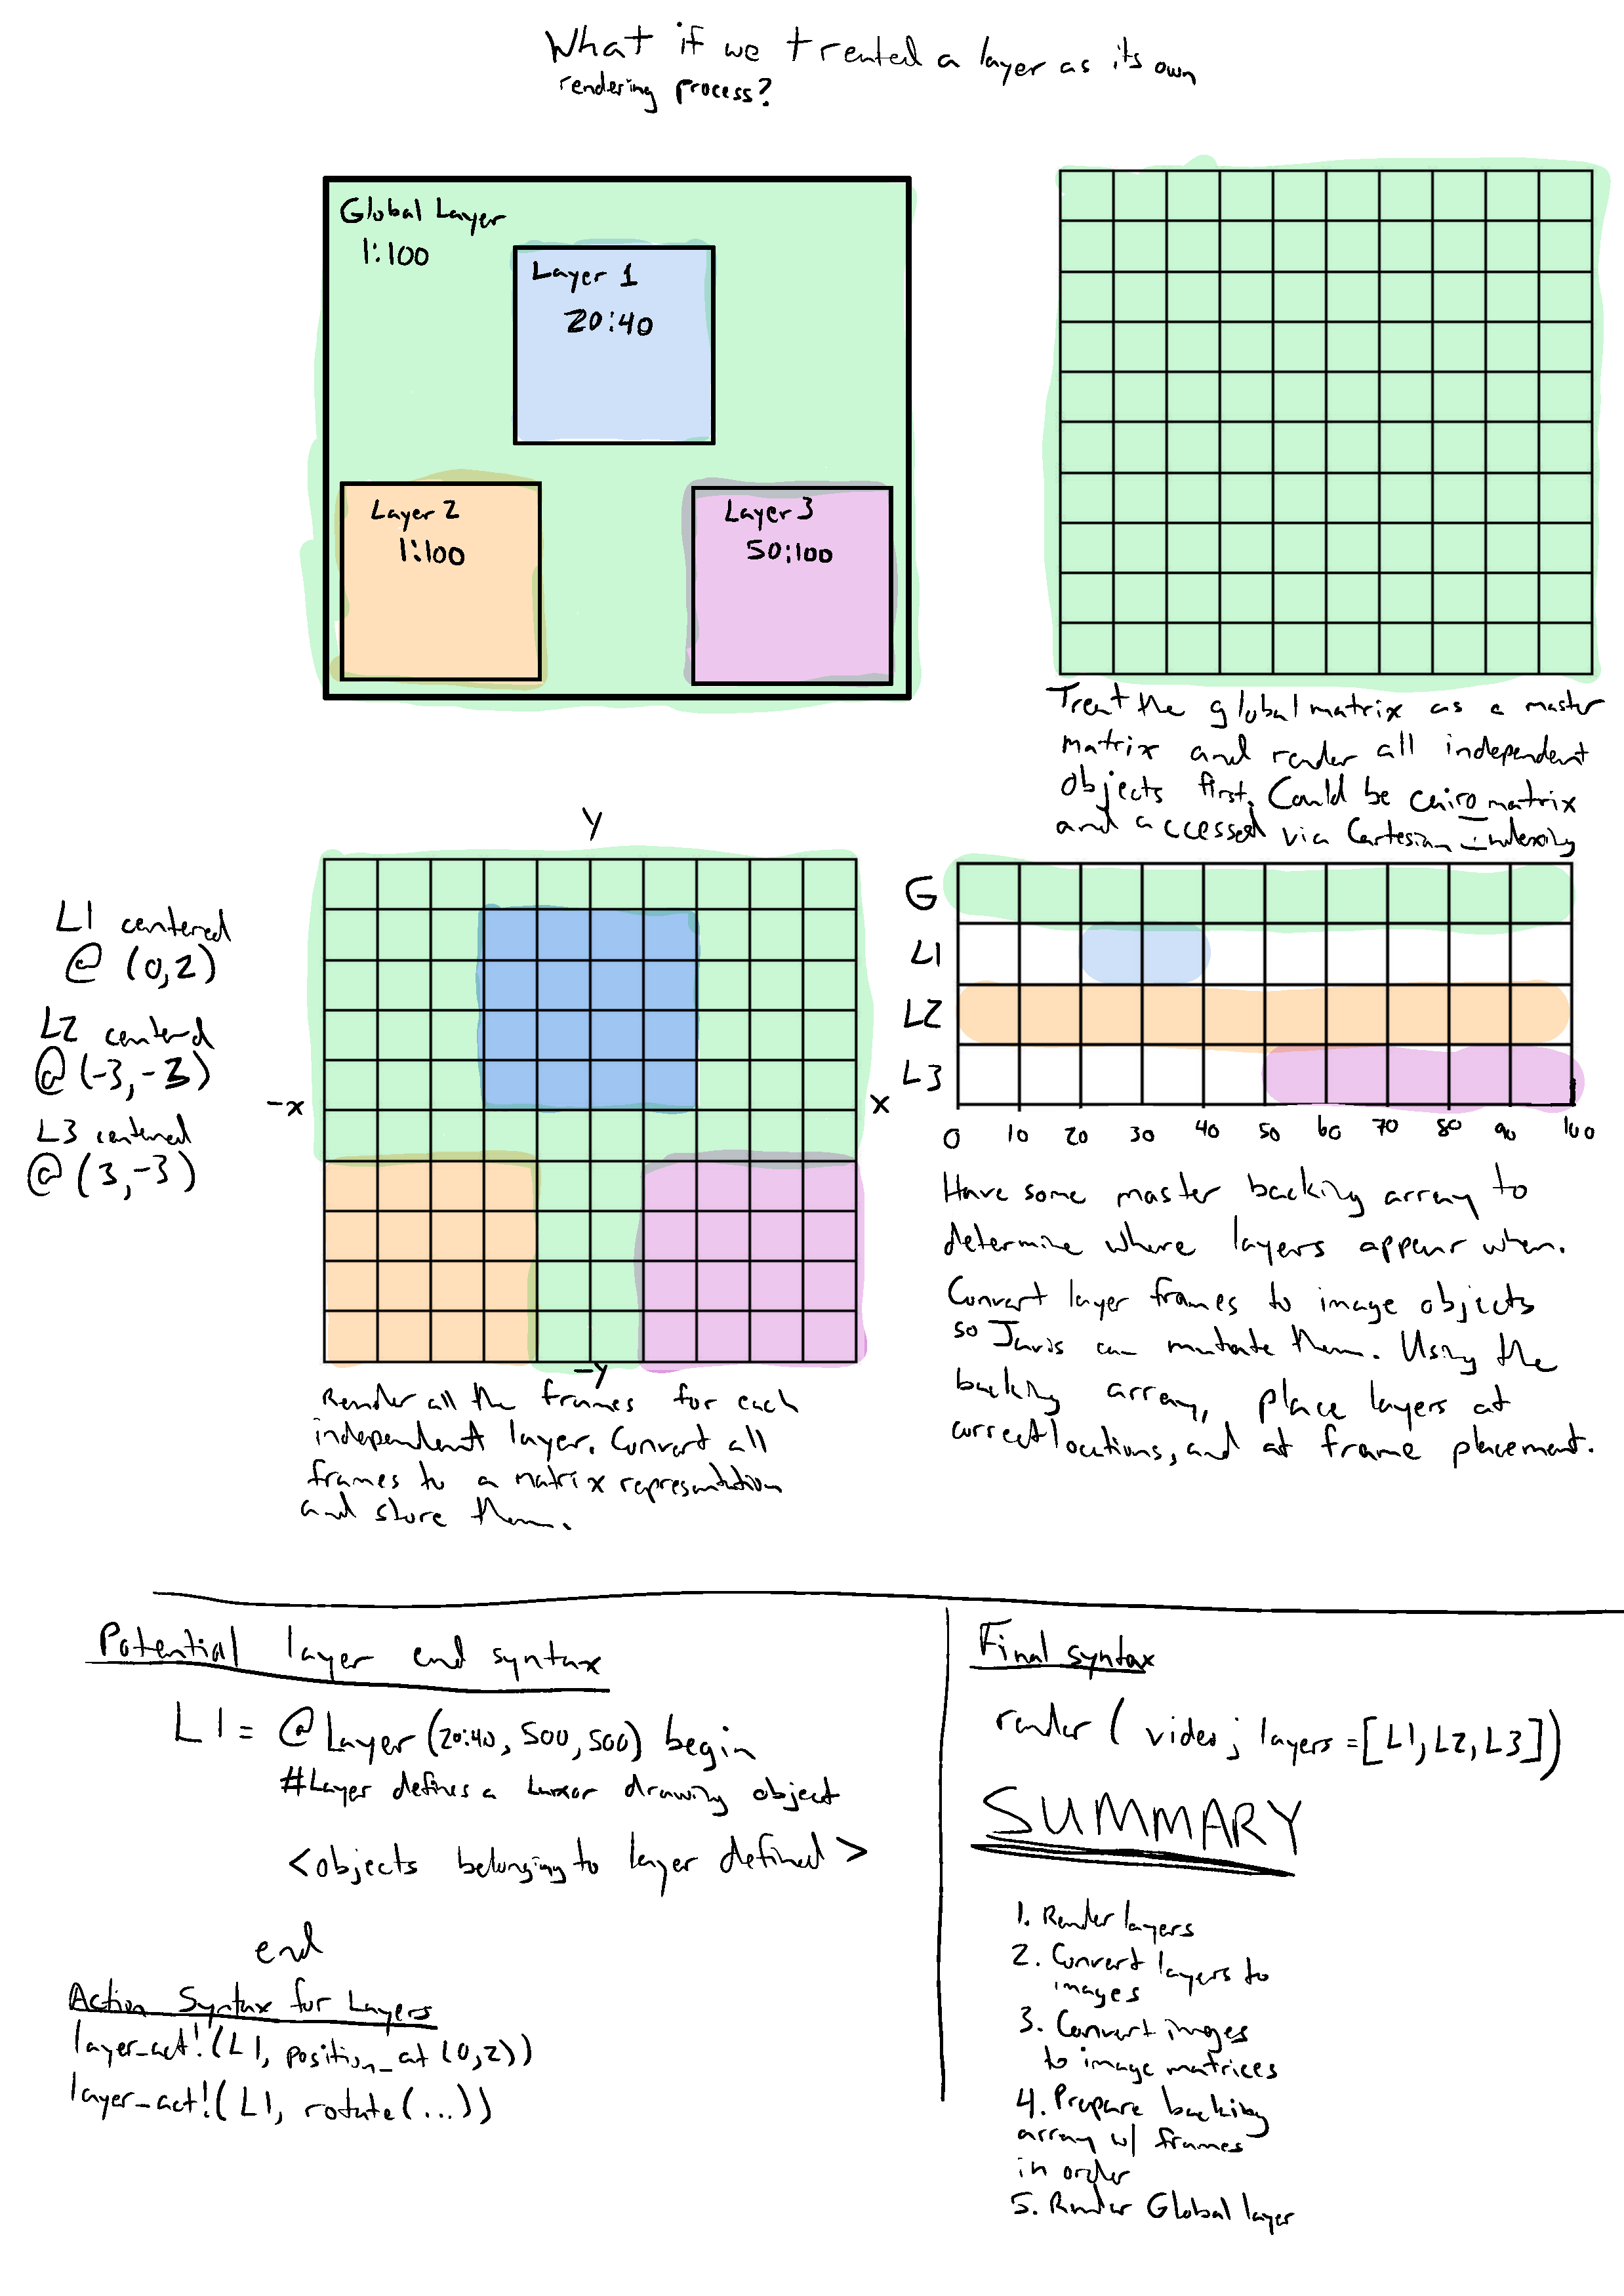 What if we treated a layer as its own
rendering process?
Global Layer
1:100
Layer 1
20:40
Layer 2
1:100
Layer 3
50:100
Treat the global matrix as a master
matrix and render all independent
objects first. Could be cairo matrix
and accessed via Cartesian Indexing
L1 centered
@ (0,2)
L2 centered
@ (-3,-3)
L3 centered
@ (3,-3)
y
-x
x
-y
Render all the frames for each
independent layer. Convert all
frames to a matrix representation
and store them.
G
L1
L2
L3
0 10 20 30 40 50 60 70 80 90 100
Have some master backing array to
determine where layers appear when.
Convert layer frames to image objects
so Javis can mutate them. Using the
backing array, place layers at
correct locations, and at frame placement.
Potential layer end syntax
L1 = @Layer (20:40, 500, 500) begin
#Layer defines a Luxor drawing object
<objects belonging to layer defined>
end
Action Syntax for Layers
layer_act!(L1, position_at (0,2))
layer_act!(L1, rotate(...))
Final syntax
render ( video; layers=[L1,L2,L3])
SUMMARY
1. Render layers
2. Convert layers to
images
3. Convert images
to image matrices
4. Prepare backing
array w/ frames
in order
5. Render Global layer